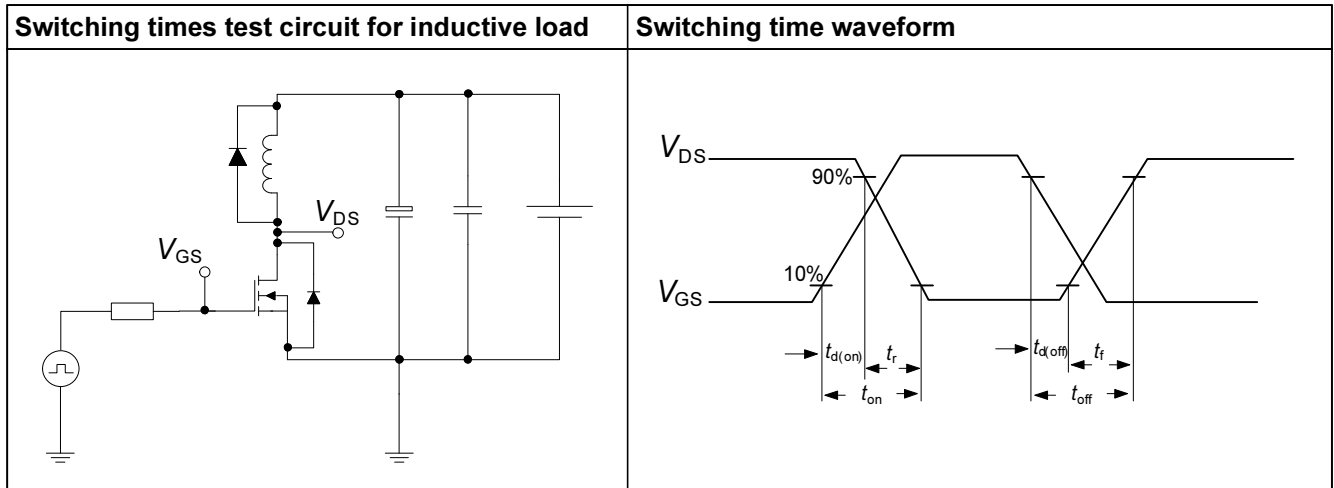 Switching times test circuit for inductive load
Switching time waveform
VDS
VGS
VDS
90%
10%
VGS
td(on)
tr
ton
td(off)
tf
toff